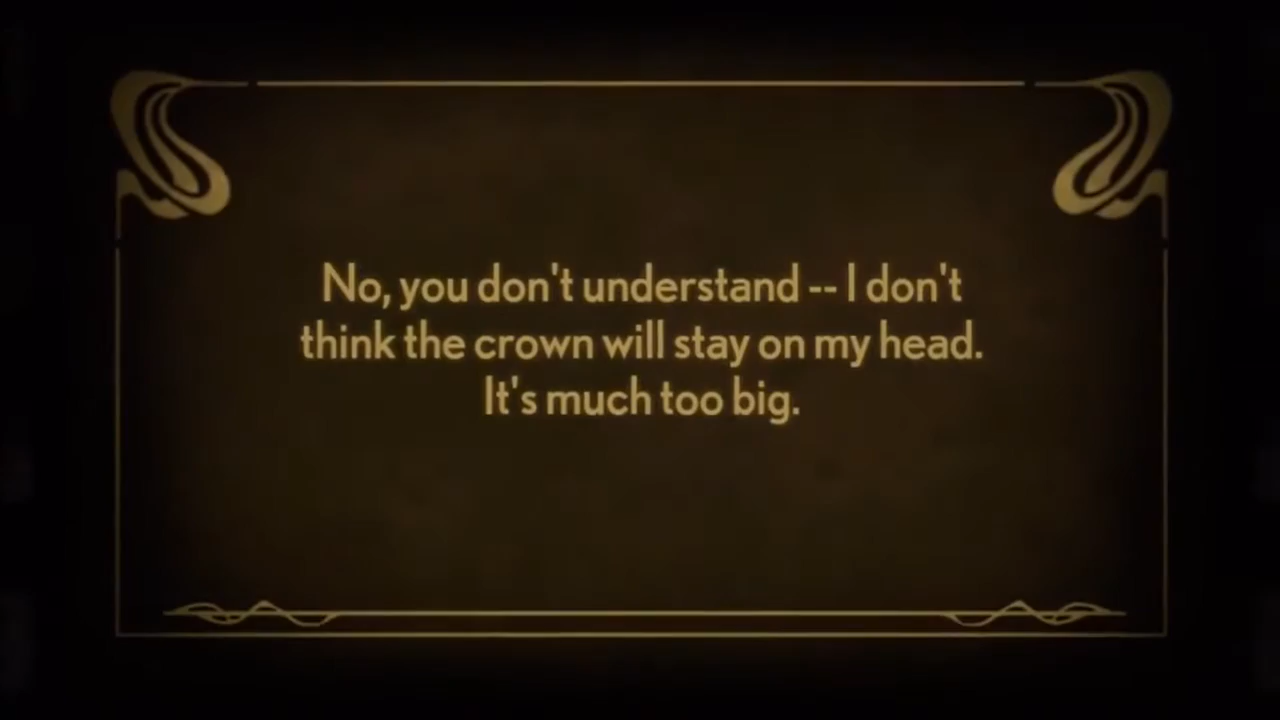 No, you don't understand -- I don't
think the crown will stay on my head.
It's much too big.